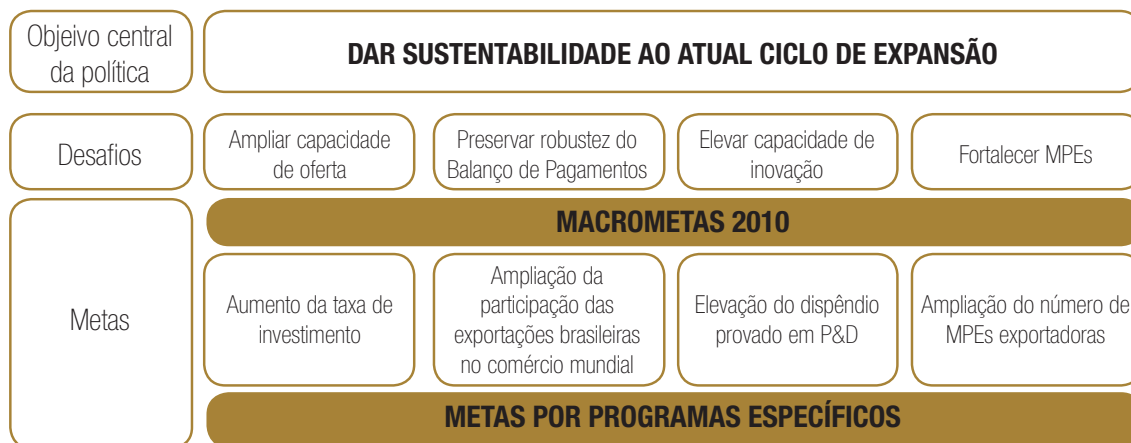 Objeivo central
da política
DAR SUSTENTABILIDADE AO ATUAL CICLO DE EXPANSÃO
Desafios
Ampliar capacidade
de oferta
Preservar robustez do
Balanço de Pagamentos
Elevar capacidade de
inovação
Fortalecer MPEs
Metas
MACROMETAS 2010
Aumento da taxa de
investimento
Ampliação da
participação das
exportações brasileiras
no comércio mundial
Elevação do dispêndio
provado em P&D
Ampliação do número de
MPEs exportadoras
METAS POR PROGRAMAS ESPECÍFICOS